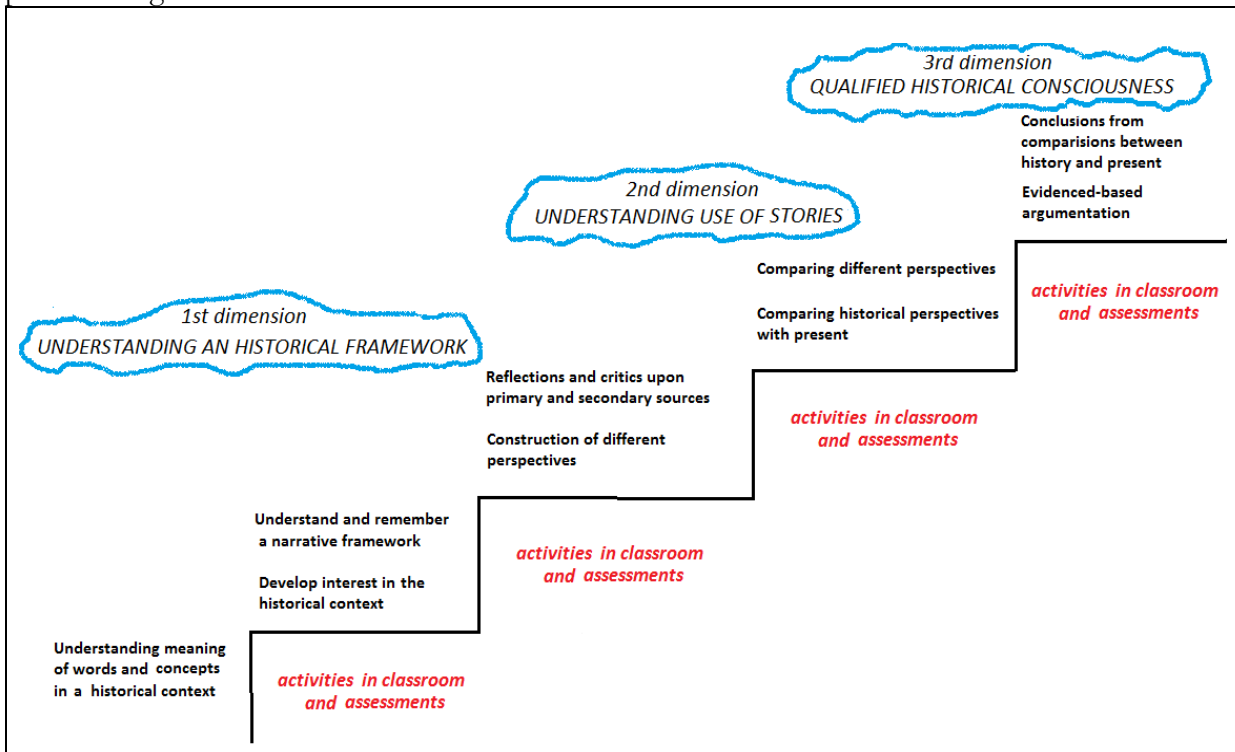 3rd dimension
QUALIFIED HISTORICAL CONSCIOUSNESS
Conclusions from
comparisions between
history and present
Evidenced-based
argumentation
2nd dimension
UNDERSTANDING USE OF STORIES
Comparing different perspectives
Comparing historical perspectives
with present
activities in classroom
and assessments
1st dimension
UNDERSTANDING AN HISTORICAL FRAMEWORK
Reflections and critics upon
primary and secondary sources
Construction of different
perspectives
activities in classroom
and assessments
Understand and remember
a narrative framework
Develop interest in the
historical context
activities in classroom
and assessments
Understanding meaning
of words and concepts
in a historical context
activities in classroom
and assessments